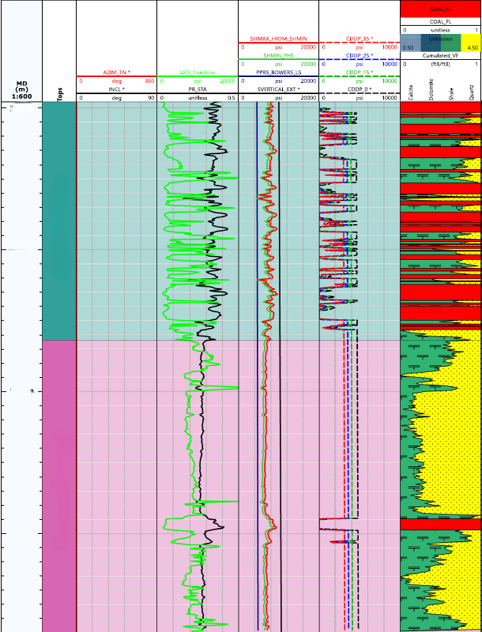 COAL_FL
COAL_FL
0 unitless 1
Unknown
0.50 4.50
Cumulated_VF
0 (ft3/ft3) 1
Calcite
Dolomite
Shale
Quartz
SHMAX_FROM_SHMIN
0 psi 20000
SHMIN_PHS
0 psi 20000
PPRS_BOWERS_LS
0 psi 20000
SVERTICAL_EXT *
0 psi 20000
CDDP_35 *
0 psi 10000
CDDP_25 *
0 psi 10000
CDDP_15 *
0 psi 10000
CDDP_0 *
0 psi 10000
AZIM_TN *
0 deg 360
INCL *
0 deg 90
UCS_Combine
0 psi 20000
PR_STA
0 unitless 0.5
MD
(m)
1:600
Tops